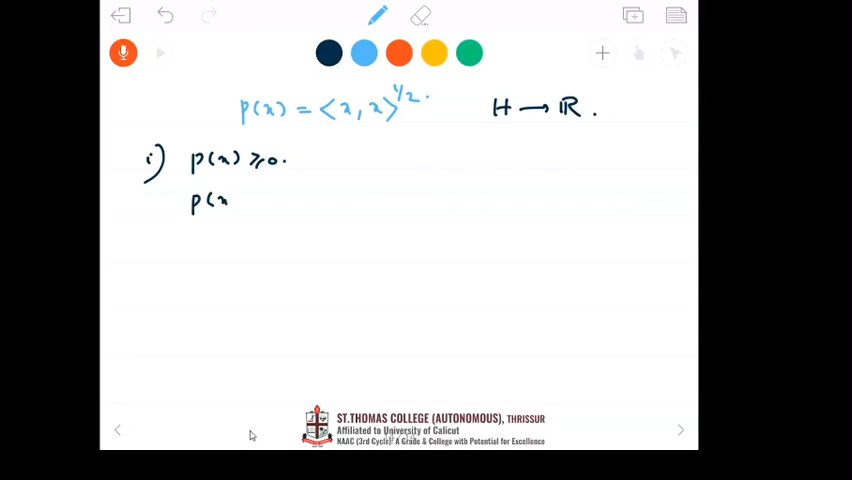 p(x) = <x, x>^1/2. H → ℝ.
i) p(x) ≥ 0.
p(x
ST.THOMAS COLLEGE (AUTONOMOUS), THRISSUR
Affiliated to University of Calicut
NAAC (3rd Cycle): A Grade & College with Potential for Excellence